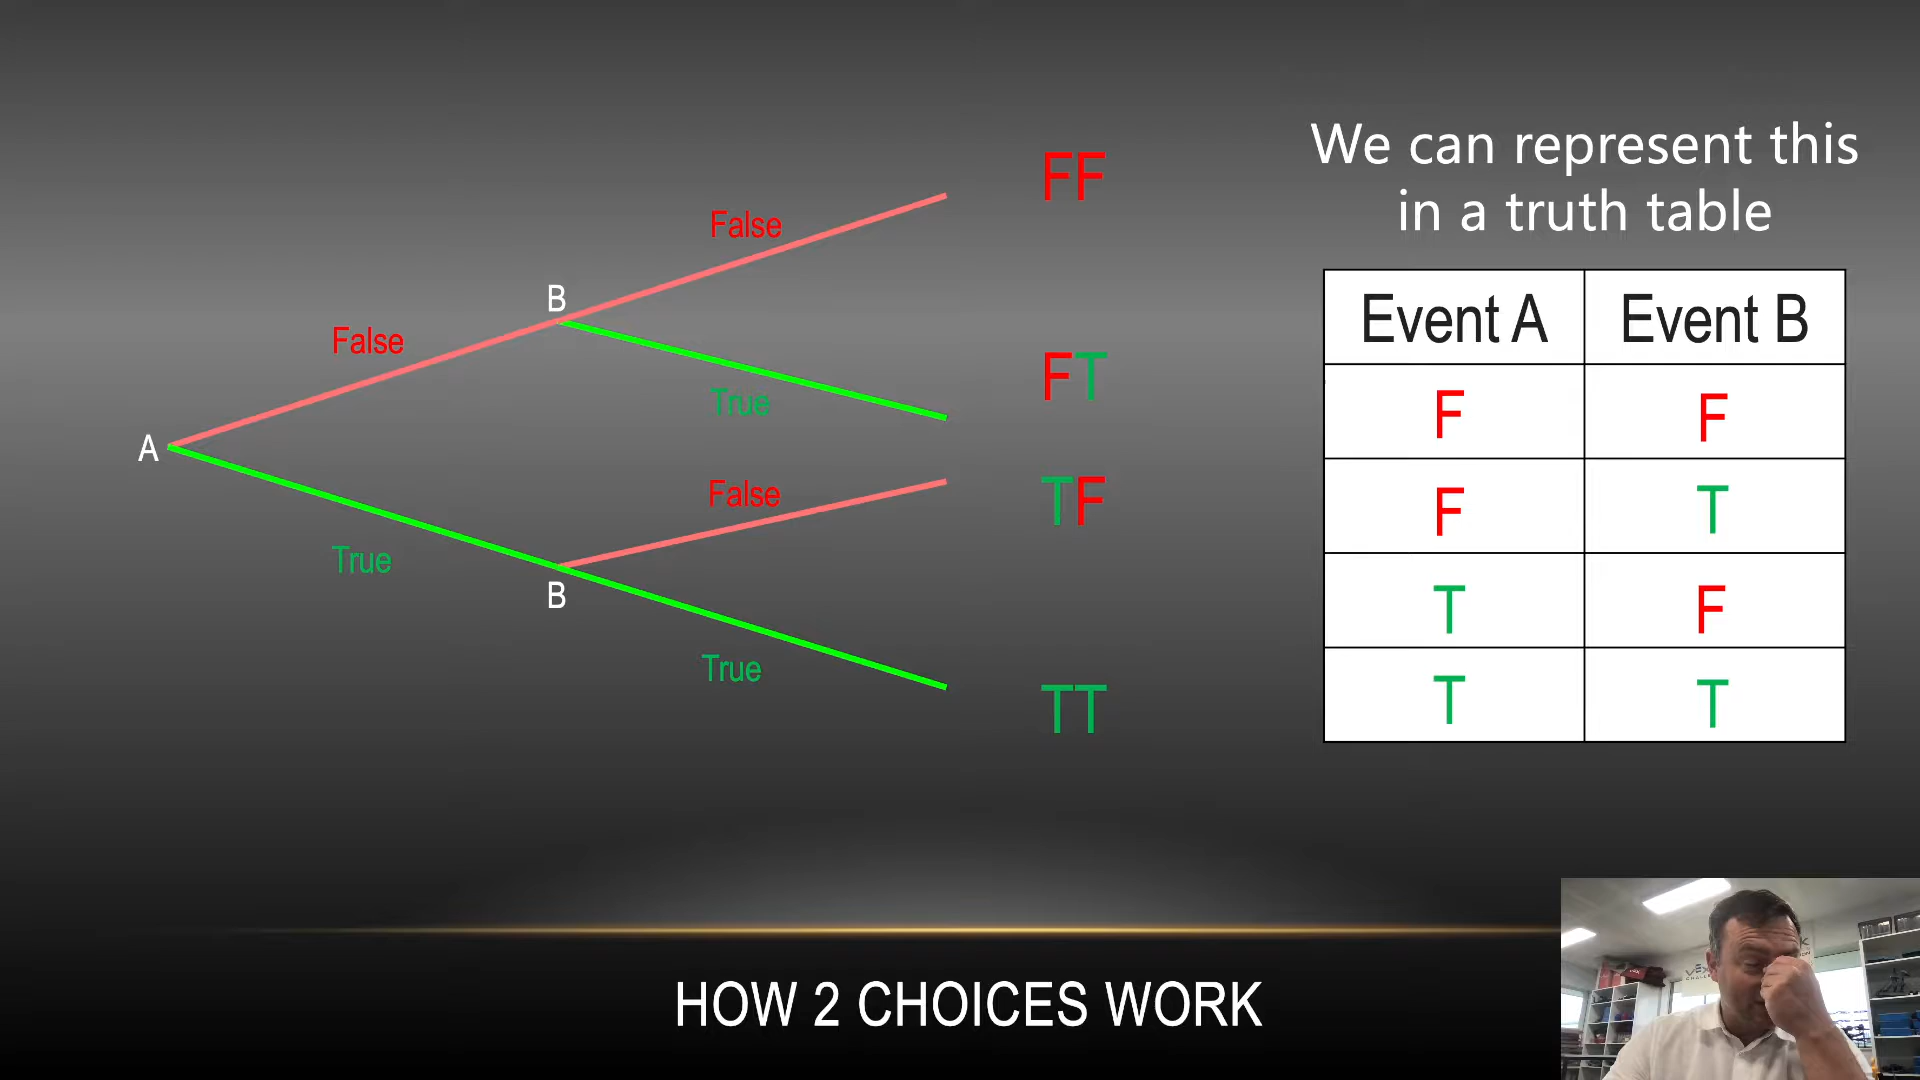 We can represent this
in a truth table
FF
False
B
False
FT
True
A
TF
False
True
B
True
TT
Event A Event B
F F
F T
T F
T T
HOW 2 CHOICES WORK